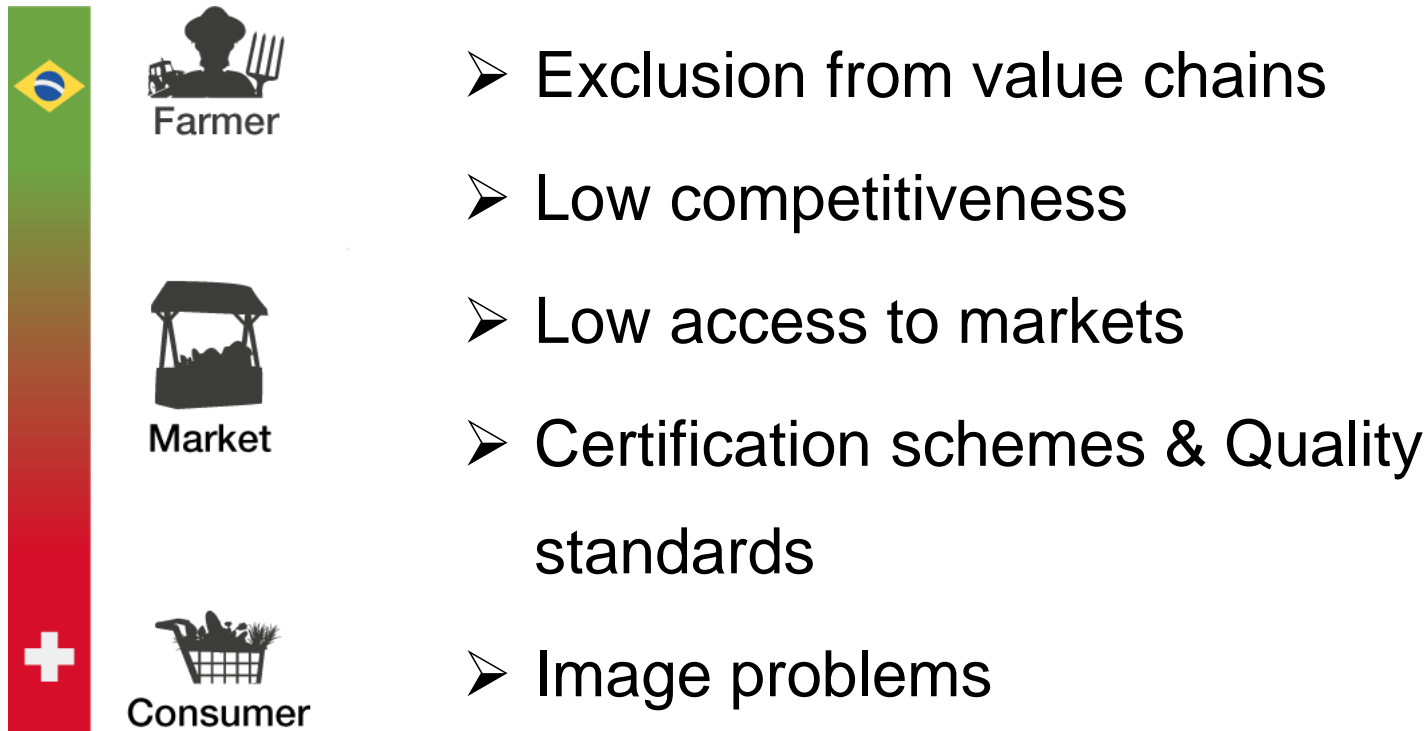 Farmer
➢ Exclusion from value chains
➢ Low competitiveness
➢ Low access to markets
Market
➢ Certification schemes & Quality
standards
➢ Image problems
Consumer